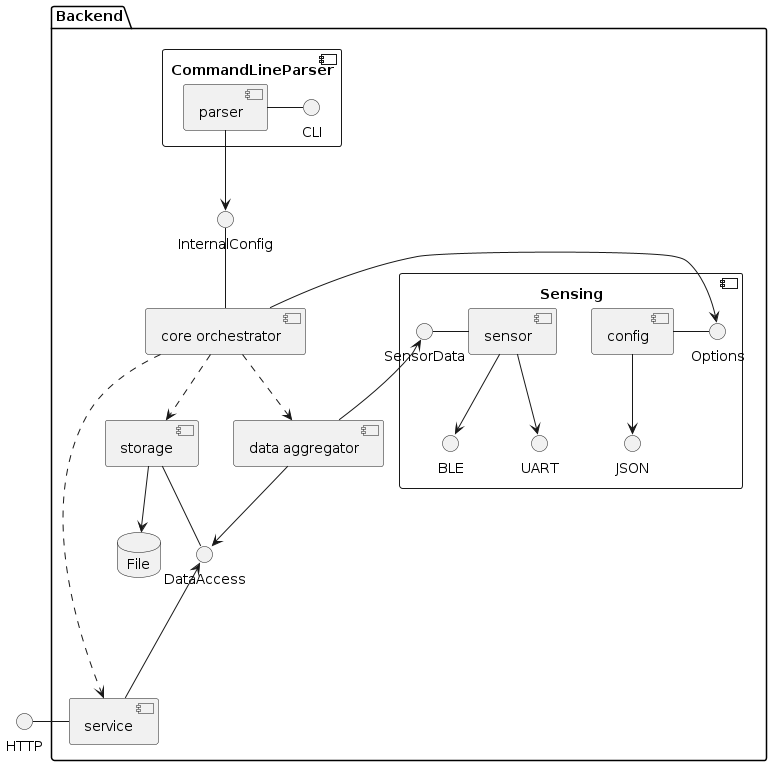 Backend
CommandLineParser
parser
CLI
InternalConfig
Sensing
core orchestrator
sensor
config
SensorData
Options
storage
data aggregator
BLE
UART
JSON
File
DataAccess
service
HTTP